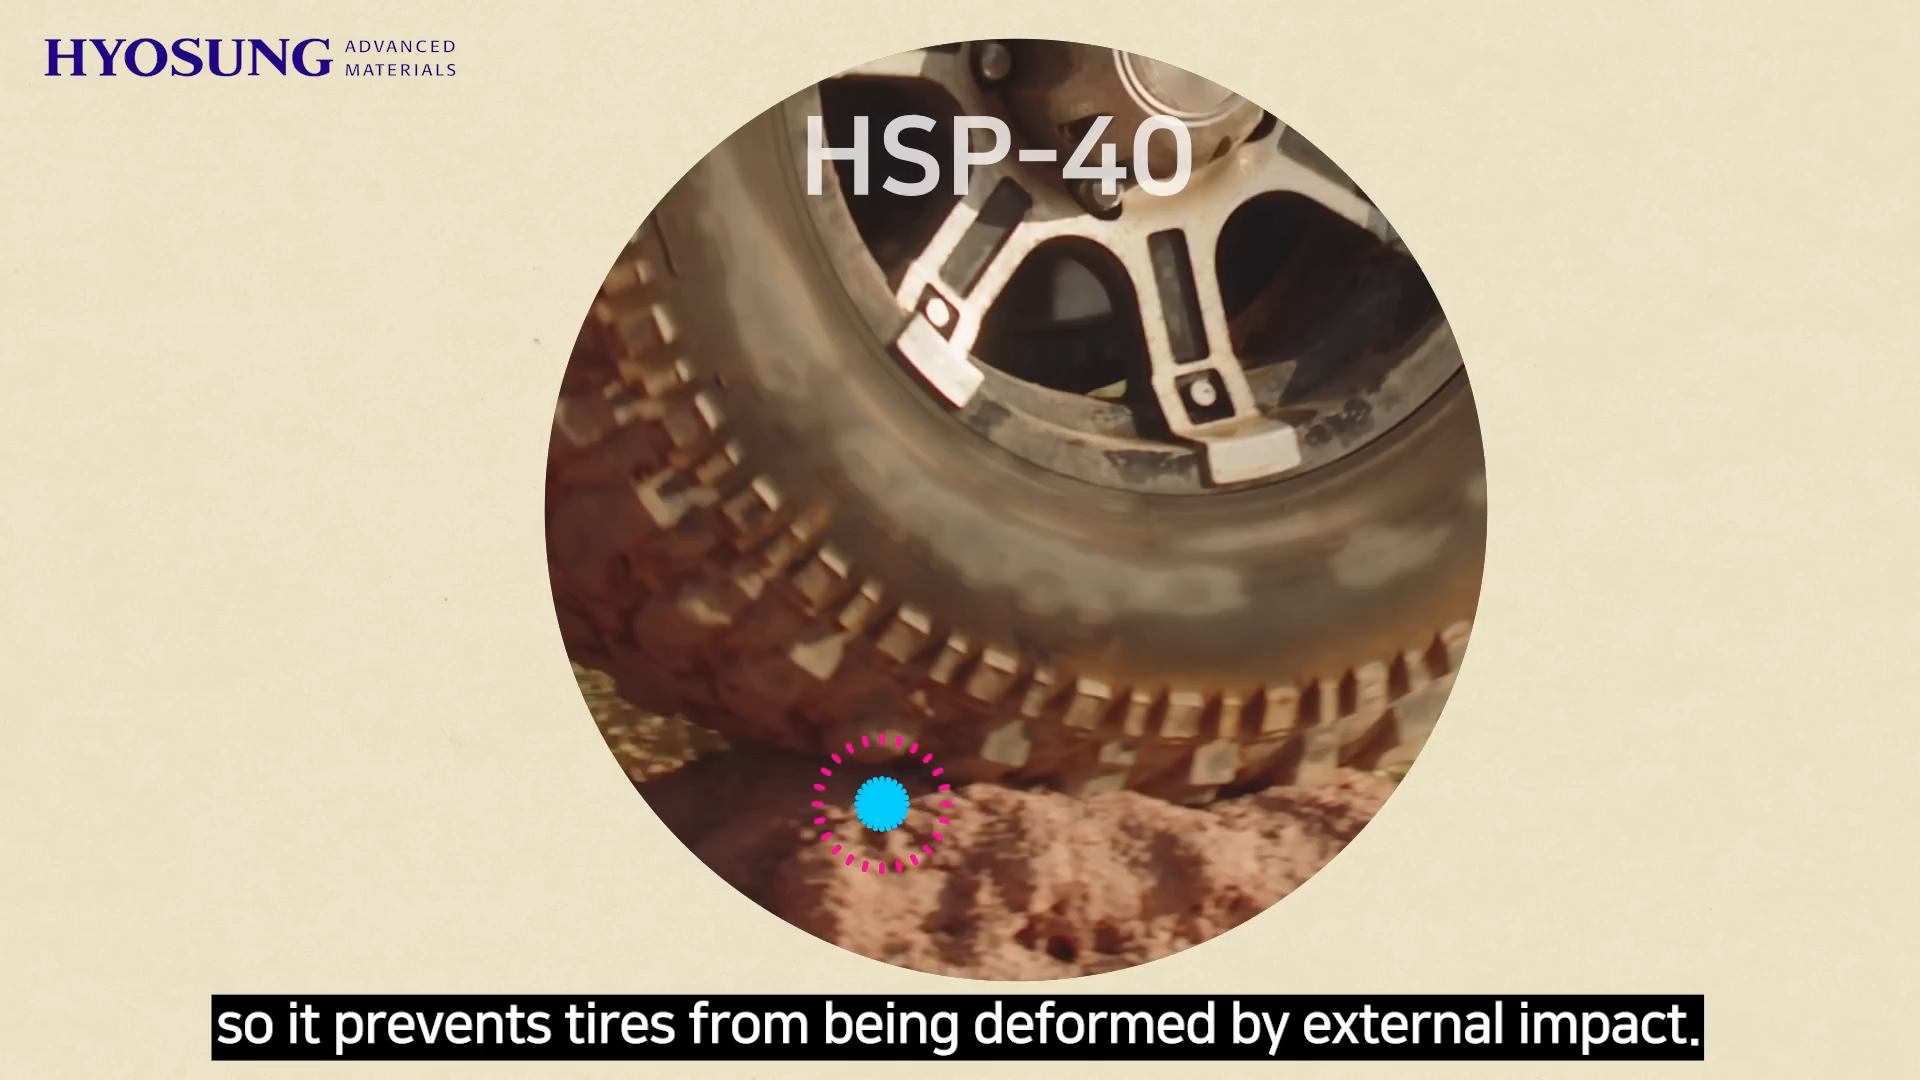 HYOSUNG
ADVANCED
MATERIALS
HSP-40
so it prevents tires from being deformed by external impact.